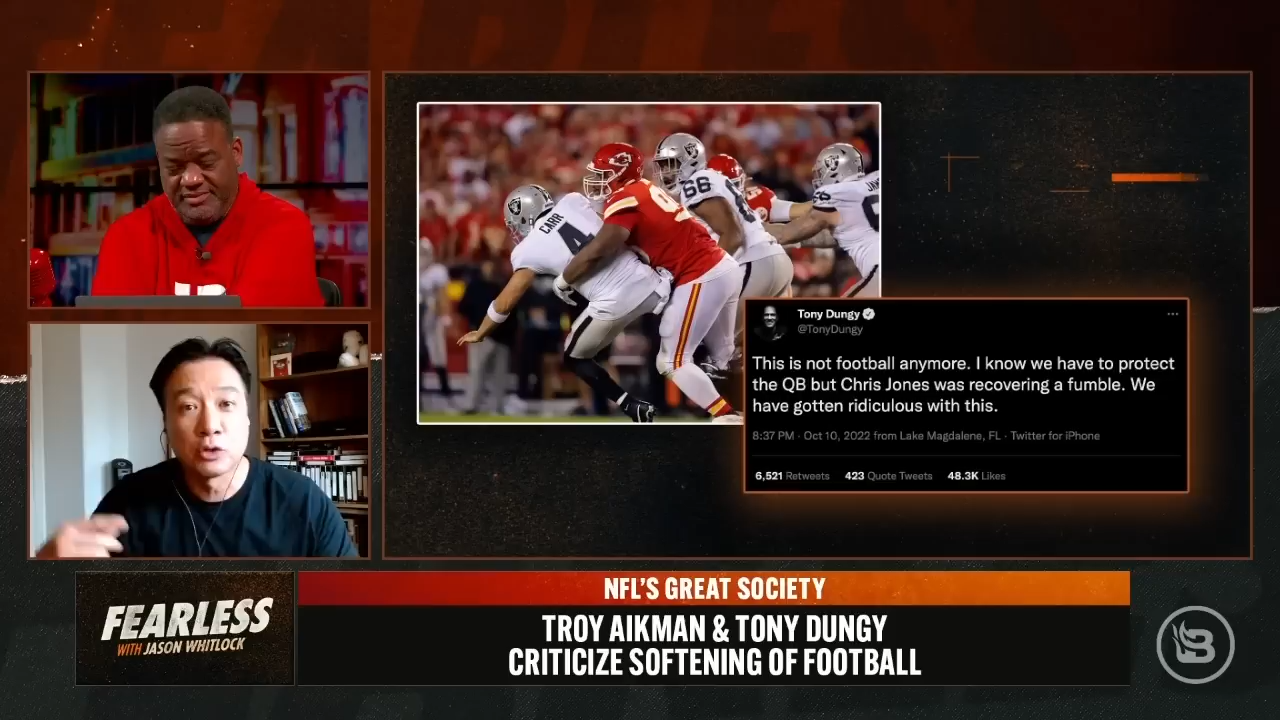 CARR
4
66
Tony Dungy
@TonyDungy
This is not football anymore. I know we have to protect
the QB but Chris Jones was recovering a fumble. We
have gotten ridiculous with this.
8:37 PM · Oct 10, 2022 from Lake Magdalene, FL · Twitter for iPhone
6,521 Retweets 423 Quote Tweets 48.3K Likes
FEARLESS
WITH JASON WHITLOCK
NFL'S GREAT SOCIETY
TROY AIKMAN & TONY DUNGY
CRITICIZE SOFTENING OF FOOTBALL
B